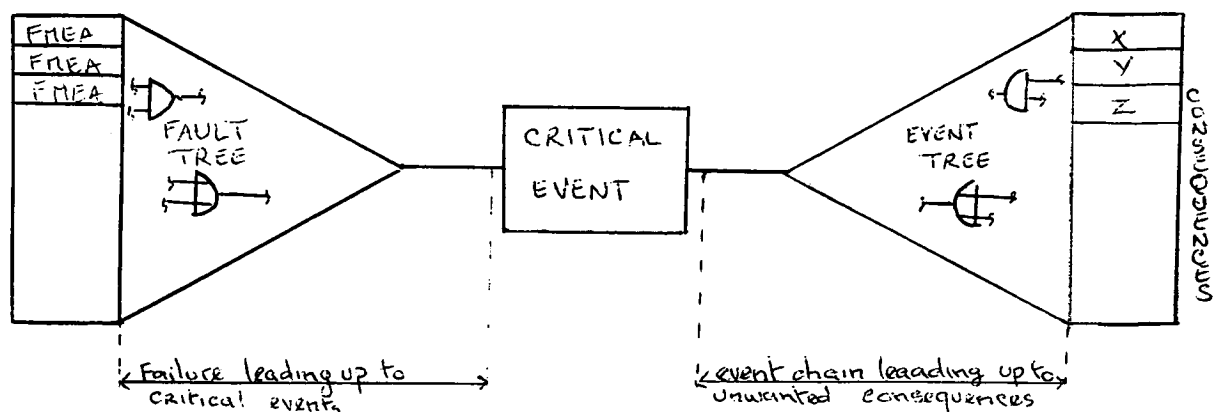 FMEA
FMEA
FMEA
FAULT
TREE
CRITICAL
EVENT
EVENT
TREE
X
Y
Z
CONSEQUENCES
Failure leading up to
critical events
event chain leaading up to
unwanted consequences